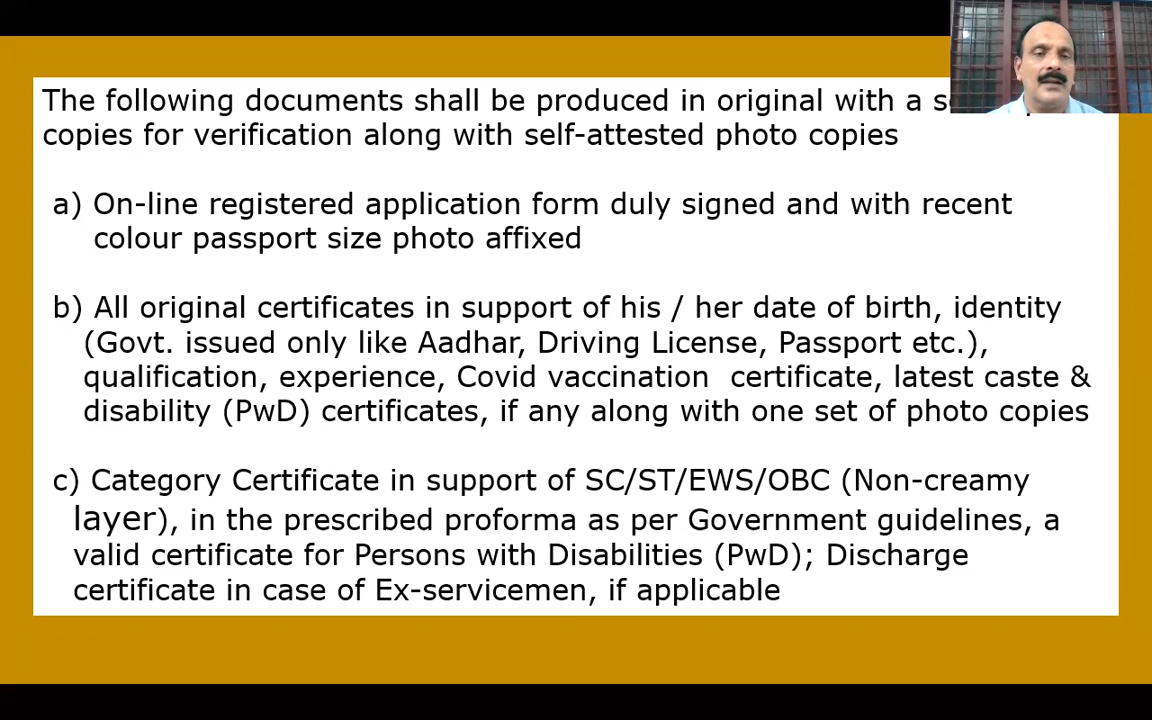 The following documents shall be produced in original with a
copies for verification along with self-attested photo copies
a) On-line registered application form duly signed and with recent
colour passport size photo affixed
b) All original certificates in support of his / her date of birth, identity
(Govt. issued only like Aadhar, Driving License, Passport etc.),
qualification, experience, Covid vaccination  certificate, latest caste &
disability (PwD) certificates, if any along with one set of photo copies
c) Category Certificate in support of SC/ST/EWS/OBC (Non-creamy
layer), in the prescribed proforma as per Government guidelines, a
valid certificate for Persons with Disabilities (PwD); Discharge
certificate in case of Ex-servicemen, if applicable